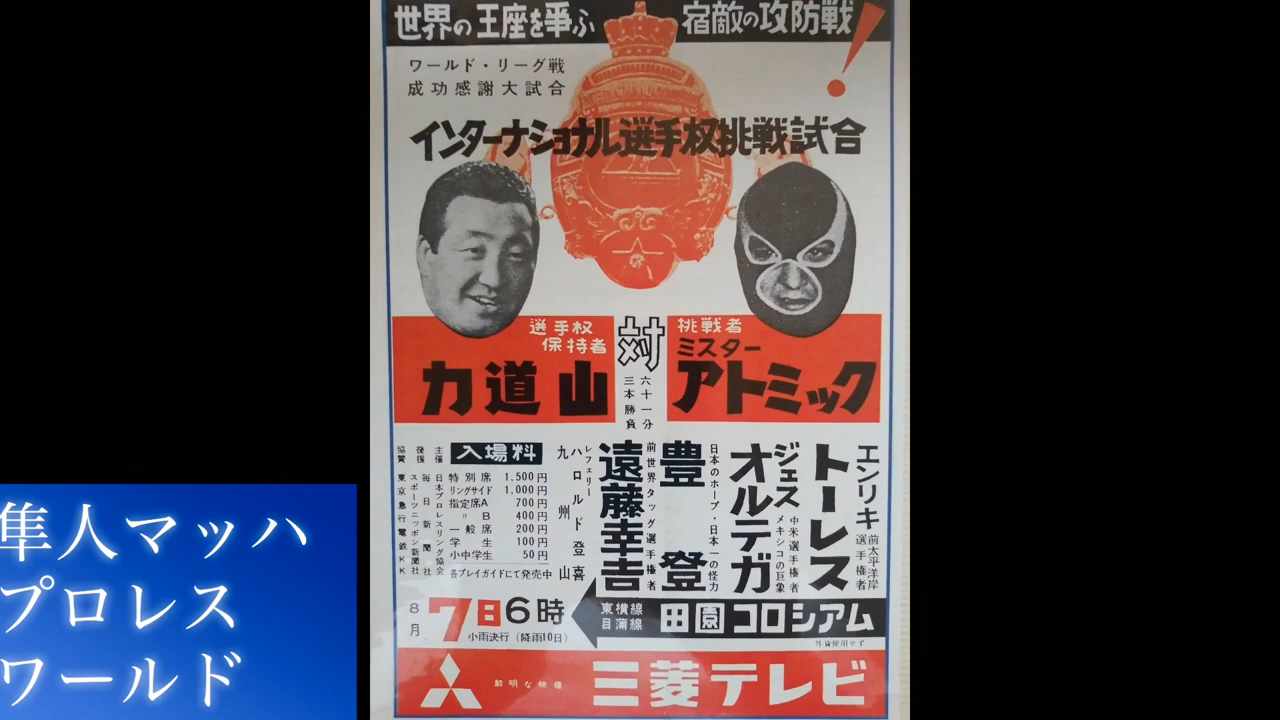 世界の王座を爭ふ 宿敵の攻防戦!
ワールド・リーグ戦
成功感謝大試合
インターナショナル選手权挑戦試合
選手权
保持者
力道山
対
六十一分
三本勝負
挑戦者
ミスター
アトミック
エンリキ
前太平洋岸
選手権者
トーレス
ジェス
中米選手権者
メキシコの巨象
オルテガ
日本のホープ・日本一の怪力
豊登
前世界タッグ選手権者
遠藤幸吉
レフェリー
ハロルド登喜
九州山
入場料
特別席 1,500円
リングサイド 1,000円
指定席A 700円
〃 B 400円
一般席 200円
学生 100円
小中学生 50円
各プレイガイドにて発売中
主催 日本プロレスリング協会
後援 毎日新聞社
スポーツニッポン新聞社
協賛 東京急行電鉄KK
8月7日6時
小雨決行(降雨10日)
東横線
目蒲線
田園コロシアム
外貨使用せず
鮮明な映像
三菱テレビ
隼人マッハ
プロレス
ワールド